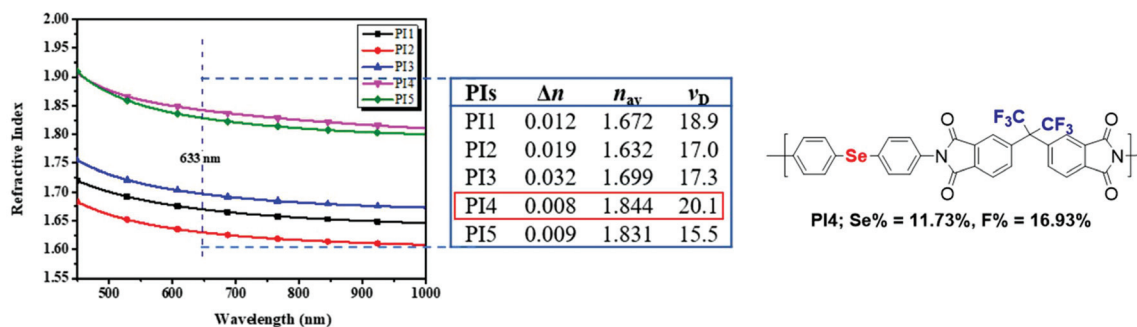 2.00
1.95
1.90
1.85
1.80
1.75
1.70
1.65
1.60
1.55
Refractive Index
500 600 700 800 900 1000
Wavelength (nm)
633 nm
PI1
PI2
PI3
PI4
PI5
PIs Δn n_av ν_D
PI1 0.012 1.672 18.9
PI2 0.019 1.632 17.0
PI3 0.032 1.699 17.3
PI4 0.008 1.844 20.1
PI5 0.009 1.831 15.5
F₃C CF₃
O O O O
Se N N
PI4; Se% = 11.73%, F% = 16.93%